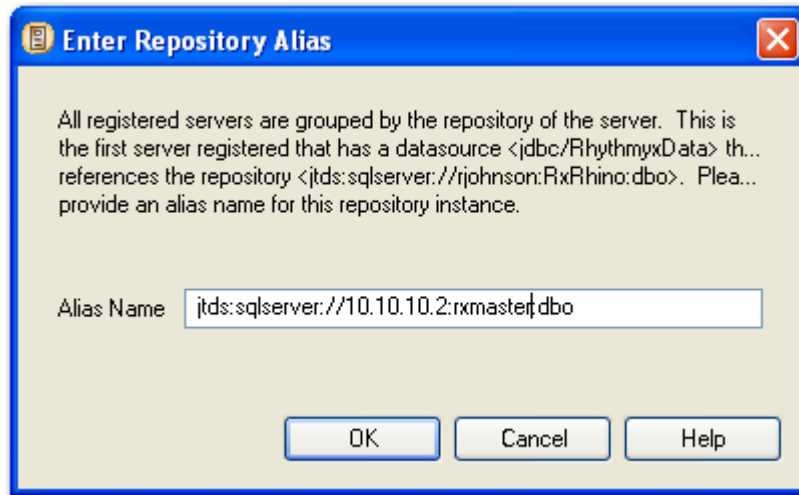 Enter Repository Alias
All registered servers are grouped by the repository of the server. This is
the first server registered that has a datasource <jdbc/RhythmyxData> th...
references the repository <jtds:sqlserver://rjohnson:RxRhino:dbo>. Plea...
provide an alias name for this repository instance.
Alias Name jtds:sqlserver://10.10.10.2:rxmaster:dbo
OK Cancel Help